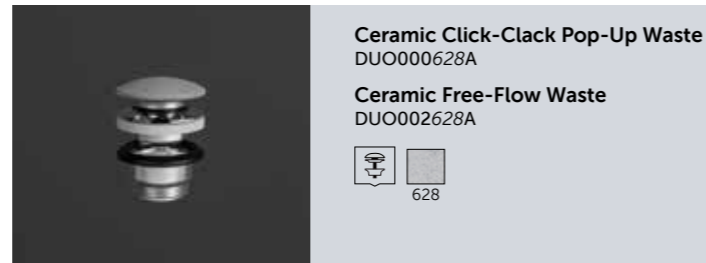 Ceramic Click-Clack Pop-Up Waste
DUO000628A
Ceramic Free-Flow Waste
DUO002628A
628